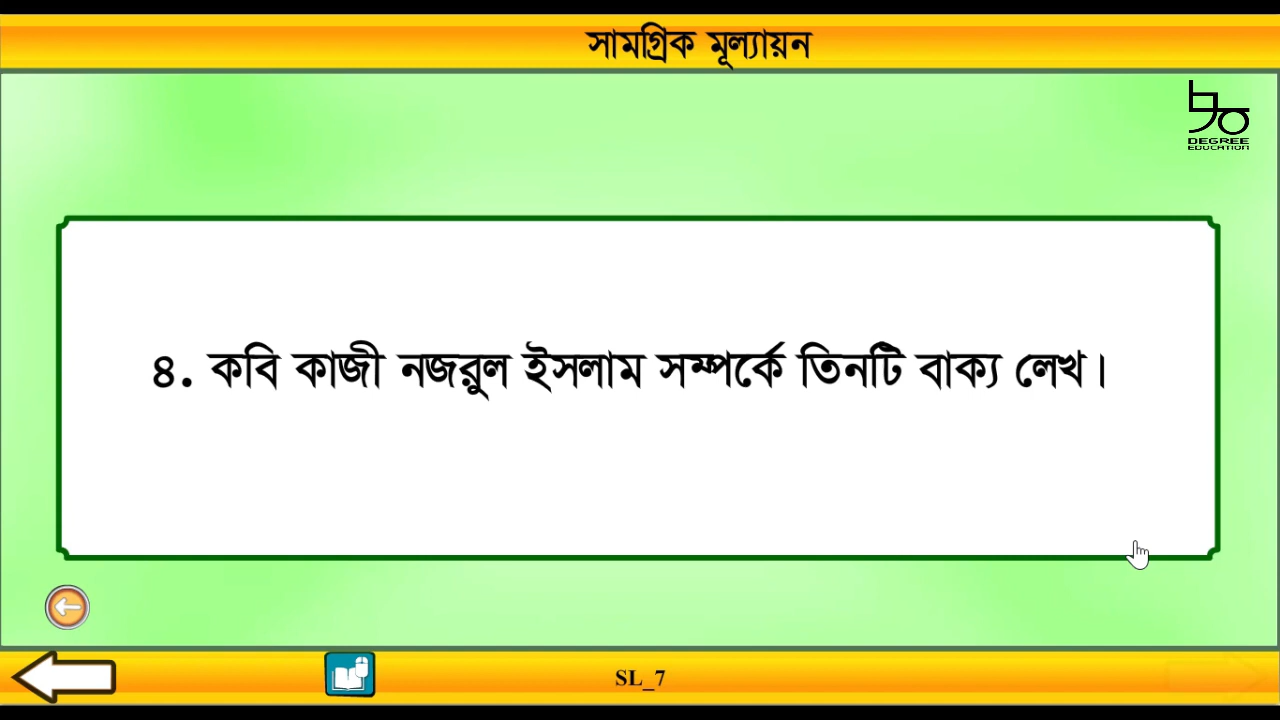 সামগ্রিক মূল্যায়ন
DEGREE
EDUCATION
৪. কবি কাজী নজরুল ইসলাম সম্পর্কে তিনটি বাক্য লেখ।
SL_7